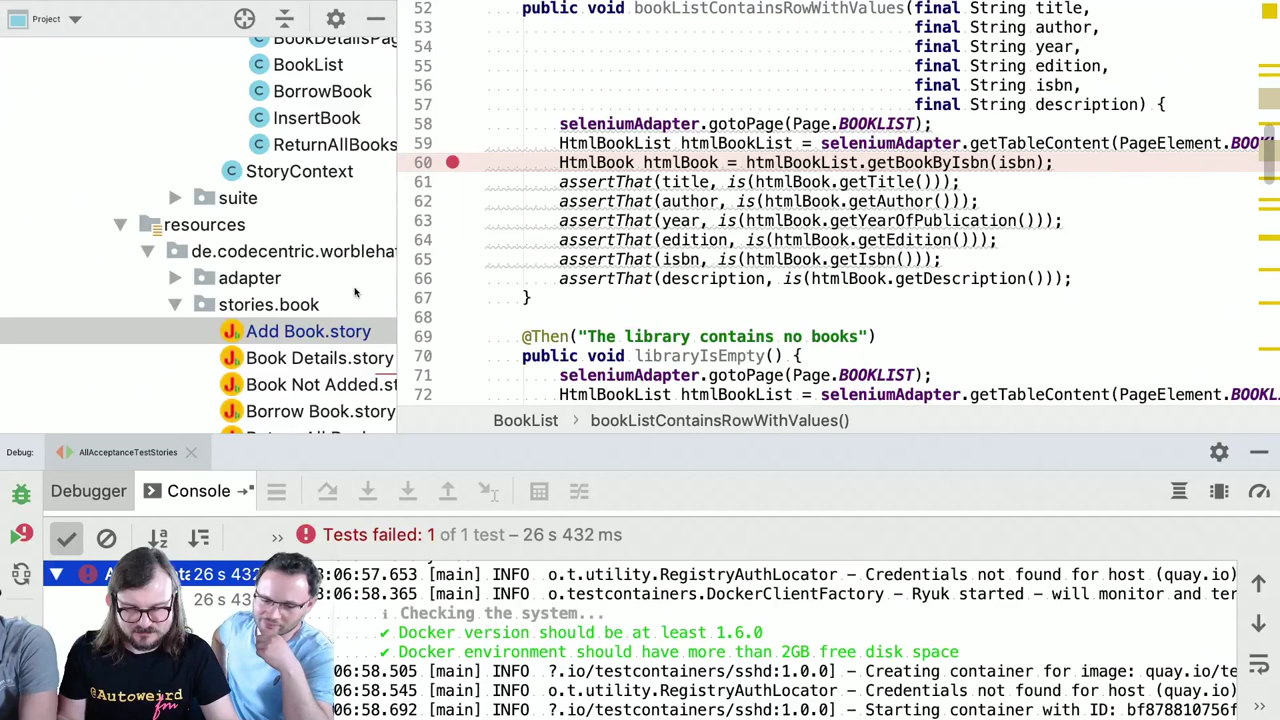 Project
BookDetailsPag
BookList
BorrowBook
InsertBook
ReturnAllBooks
StoryContext
suite
resources
de.codecentric.worblehat
adapter
stories.book
Add Book.story
Book Details.story
Book Not Added.st
Borrow Book.story
52 public void bookListContainsRowWithValues(final String title,
53 final String author,
54 final String year,
55 final String edition,
56 final String isbn,
57 final String description) {
58 seleniumAdapter.gotoPage(Page.BOOKLIST);
59 HtmlBookList htmlBookList = seleniumAdapter.getTableContent(PageElement.BOO
60 HtmlBook htmlBook = htmlBookList.getBookByIsbn(isbn);
61 assertThat(title, is(htmlBook.getTitle()));
62 assertThat(author, is(htmlBook.getAuthor()));
63 assertThat(year, is(htmlBook.getYearOfPublication()));
64 assertThat(edition, is(htmlBook.getEdition()));
65 assertThat(isbn, is(htmlBook.getIsbn()));
66 assertThat(description, is(htmlBook.getDescription()));
67 }
68
69 @Then("The library contains no books")
70 public void libraryIsEmpty() {
71 seleniumAdapter.gotoPage(Page.BOOKLIST);
72 HtmlBookList htmlBookList = seleniumAdapter.getTableContent(PageElement.BOOK
BookList > bookListContainsRowWithValues()
Debug: AllAcceptanceTestStories
Debugger Console
Tests failed: 1 of 1 test – 26 s 432 ms
26 s 432
26 s 43
3:06:57.653 [main] INFO o.t.utility.RegistryAuthLocator - Credentials not found for host (quay.io)
3:06:58.365 [main] INFO o.testcontainers.DockerClientFactory - Ryuk started - will monitor and ter
ℹ Checking the system...
✔ Docker version should be at least 1.6.0
✔ Docker environment should have more than 2GB free disk space
06:58.505 [main] INFO ?.io/testcontainers/sshd:1.0.0] - Creating container for image: quay.io/te
06:58.545 [main] INFO o.t.utility.RegistryAuthLocator - Credentials not found for host (quay.io)
06:58.692 [main] INFO ?.io/testcontainers/sshd:1.0.0] - Starting container with ID: bf878810756f
@Autoweird
fm